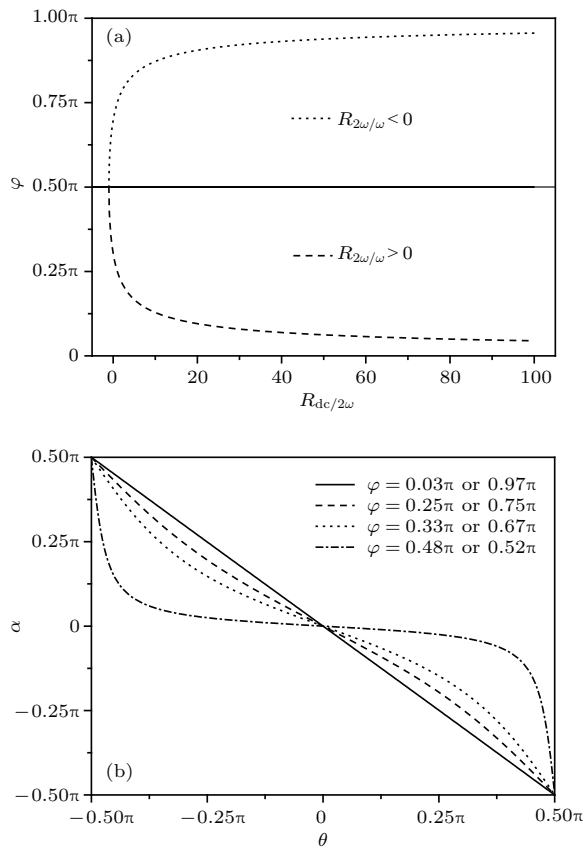 1.00π
(a)
0.75π
R2ω/ω<0
φ
0.50π
R2ω/ω>0
0.25π
0
0 20 40 60 80 100
Rdc/2ω
0.50π
φ=0.03π or 0.97π
φ=0.25π or 0.75π
0.25π
φ=0.33π or 0.67π
φ=0.48π or 0.52π
α
0
−0.25π
(b)
−0.50π
−0.50π −0.25π 0 0.25π 0.50π
θ